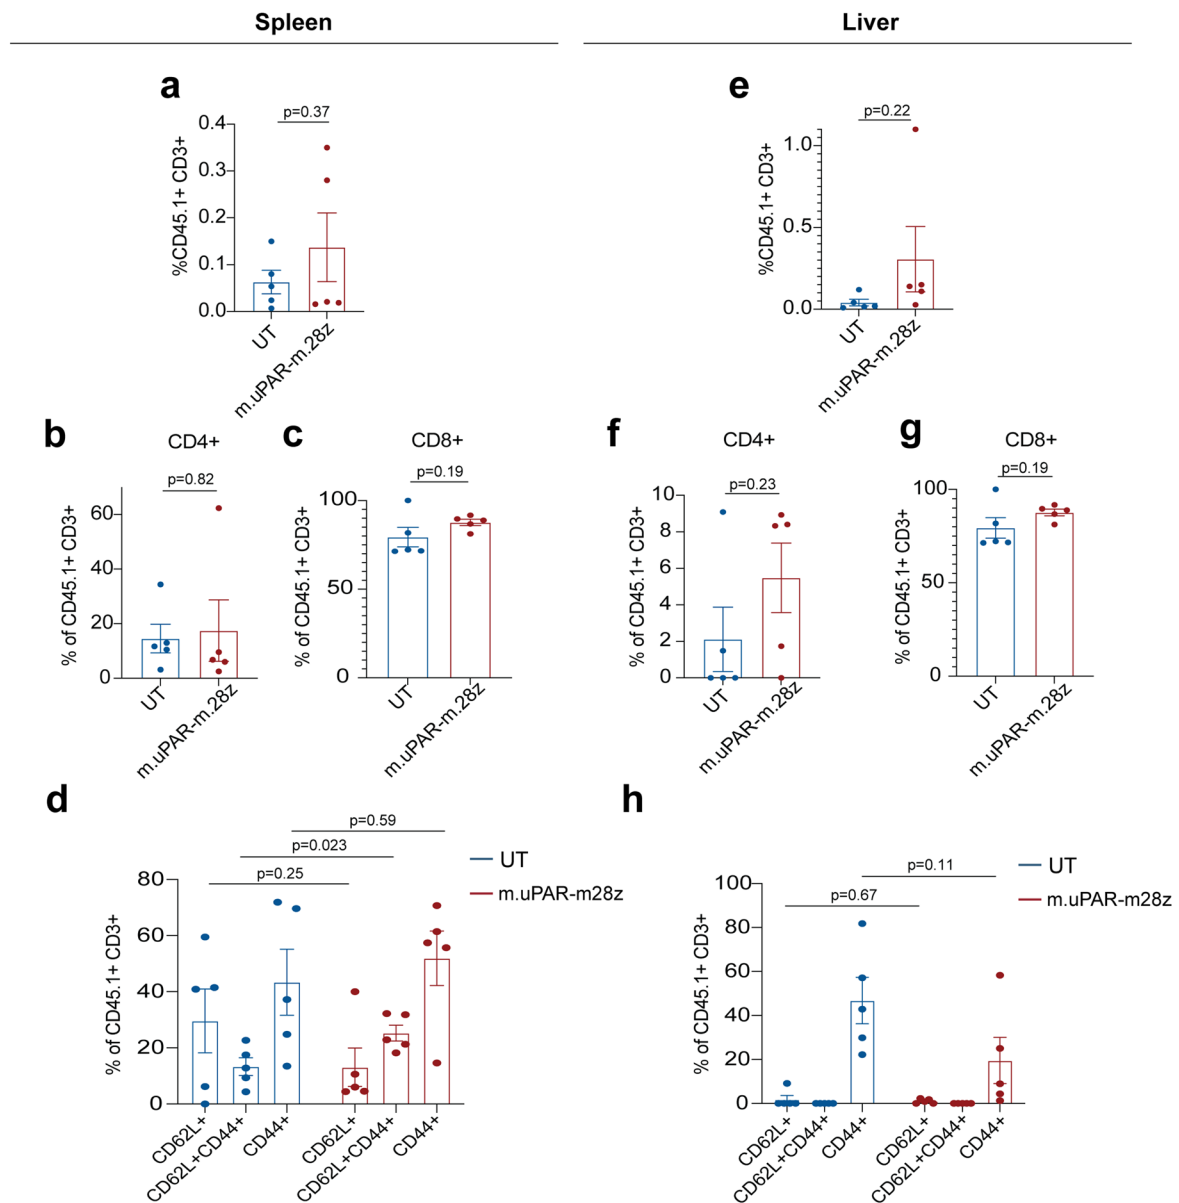 Spleen
Liver
a
p=0.37
%CD45.1+ CD3+
0.4
0.3
0.2
0.1
0.0
UT
m.uPAR-m.28z
e
p=0.22
%CD45.1+ CD3+
1.0
0.5
0.0
UT
m.uPAR-m.28z
b
CD4+
p=0.82
% of CD45.1+ CD3+
60
40
20
0
UT
m.uPAR-m.28z
c
CD8+
p=0.19
% of CD45.1+ CD3+
100
50
0
UT
m.uPAR-m.28z
f
CD4+
p=0.23
% of CD45.1+ CD3+
10
8
6
4
2
0
UT
m.uPAR-m.28z
g
CD8+
p=0.19
% of CD45.1+ CD3+
100
50
0
UT
m.uPAR-m.28z
d
p=0.59
p=0.023
p=0.25
UT
m.uPAR-m28z
% of CD45.1+ CD3+
80
60
40
20
0
CD62L+
CD62L+CD44+
CD44+
CD62L+
CD62L+CD44+
CD44+
h
p=0.11
p=0.67
UT
m.uPAR-m28z
% of CD45.1+ CD3+
100
80
60
40
20
0
CD62L+
CD62L+CD44+
CD44+
CD62L+
CD62L+CD44+
CD44+